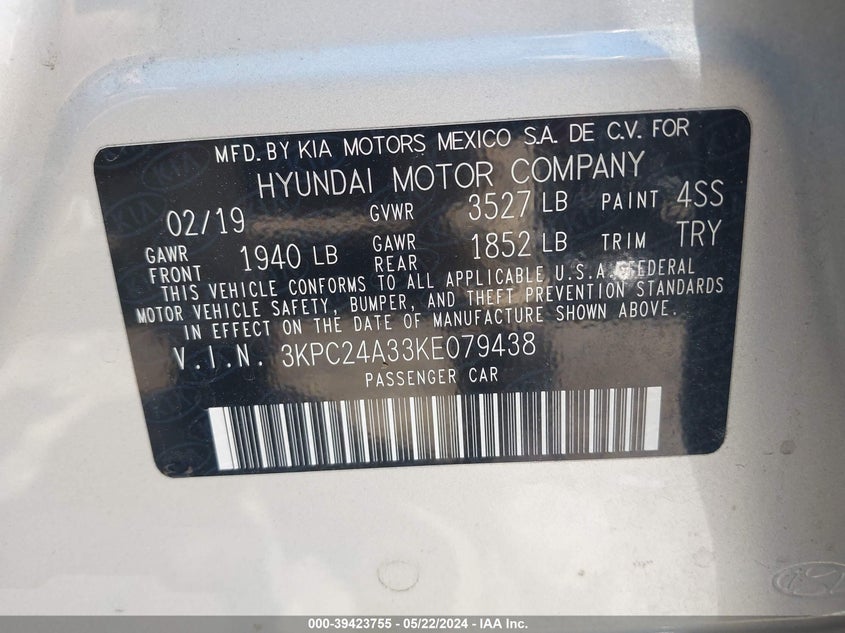 MFD. BY KIA MOTORS MEXICO S.A. DE C.V. FOR
HYUNDAI MOTOR COMPANY
02/19 GVWR 3527 LB PAINT 4SS
GAWR FRONT 1940 LB GAWR REAR 1852 LB TRIM TRY
THIS VEHICLE CONFORMS TO ALL APPLICABLE U.S.A. FEDERAL
MOTOR VEHICLE SAFETY, BUMPER, AND THEFT PREVENTION STANDARDS
IN EFFECT ON THE DATE OF MANUFACTURE SHOWN ABOVE.
V.I.N. 3KPC24A33KE079438
PASSENGER CAR
000-39423755 - 05/22/2024 - IAA Inc.